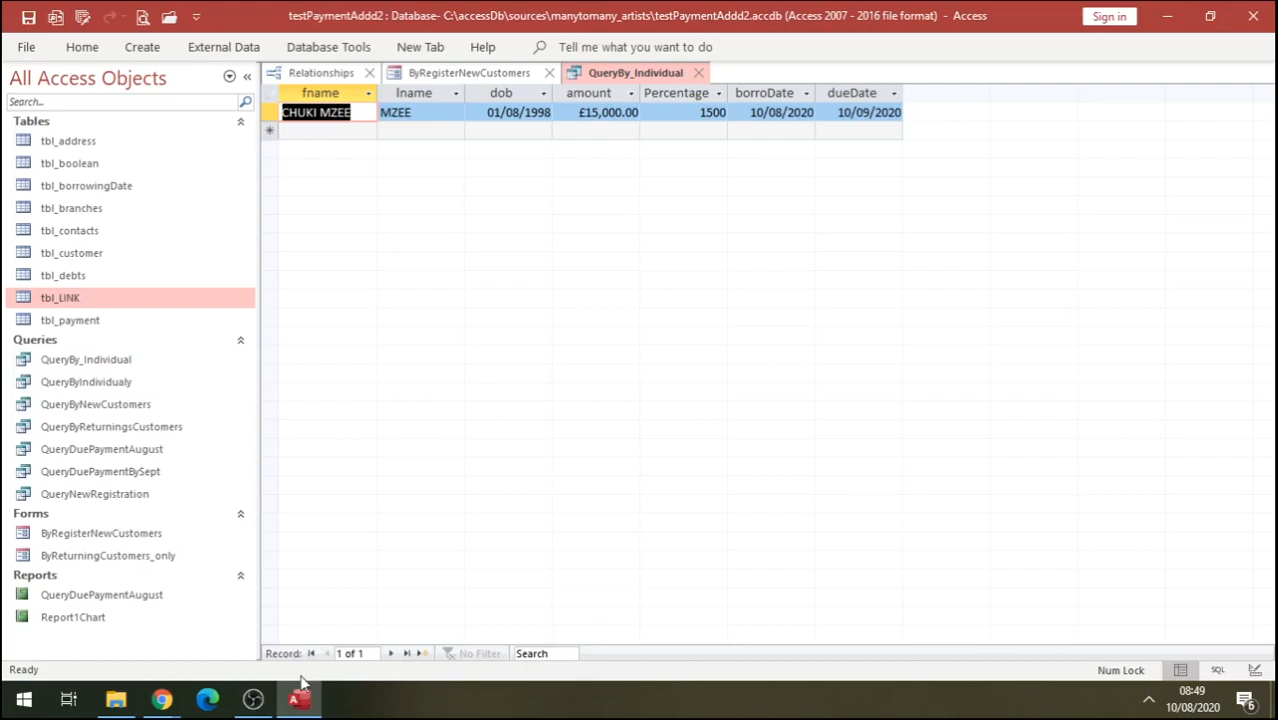 testPaymentAddd2 : Database- C:\accessDb\sources\manytomany_artists\testPaymentAddd2.accdb (Access 2007 - 2016 file format) - Access
Sign in
File Home Create External Data Database Tools New Tab Help Tell me what you want to do
All Access Objects
Search...
Tables
tbl_address
tbl_boolean
tbl_borrowingDate
tbl_branches
tbl_contacts
tbl_customer
tbl_debts
tbl_LINK
tbl_payment
Queries
QueryBy_Individual
QueryByIndividualy
QueryByNewCustomers
QueryByReturningsCustomers
QueryDuePaymentAugust
QueryDuePaymentBySept
QueryNewRegistration
Forms
ByRegisterNewCustomers
ByReturningCustomers_only
Reports
QueryDuePaymentAugust
Report1Chart
Relationships ByRegisterNewCustomers QueryBy_Individual
fname lname dob amount Percentage borroDate dueDate
CHUKI MZEE MZEE 01/08/1998 £15,000.00 1500 10/08/2020 10/09/2020
Record: 1 of 1 No Filter Search
Ready Num Lock SQL
08:49
10/08/2020
6